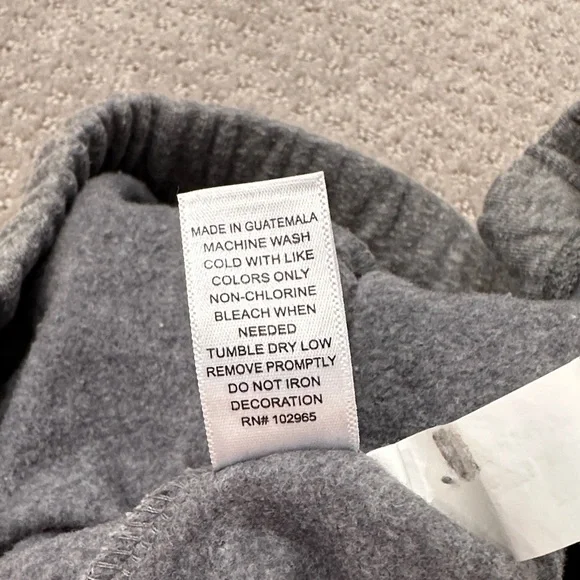 MADE IN GUATEMALA
MACHINE WASH
COLD WITH LIKE
COLORS ONLY
NON-CHLORINE
BLEACH WHEN
NEEDED
TUMBLE DRY LOW
REMOVE PROMPTLY
DO NOT IRON
DECORATION
RN# 102965